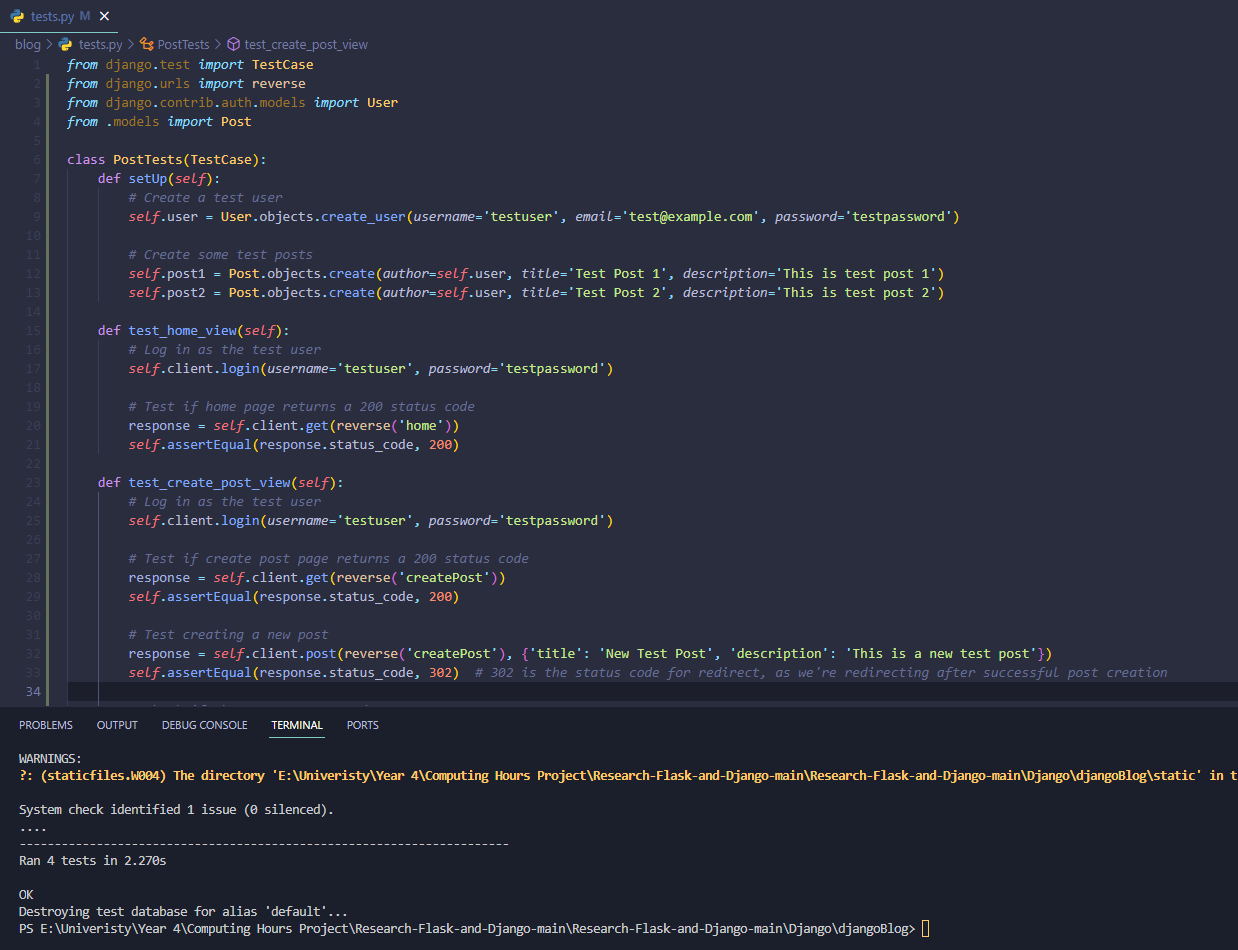 tests.py M
blog > tests.py > PostTests > test_create_post_view
1 from django.test import TestCase
2 from django.urls import reverse
3 from django.contrib.auth.models import User
4 from .models import Post
5
6 class PostTests(TestCase):
7 def setUp(self):
8 # Create a test user
9 self.user = User.objects.create_user(username='testuser', email='test@example.com', password='testpassword')
10
11 # Create some test posts
12 self.post1 = Post.objects.create(author=self.user, title='Test Post 1', description='This is test post 1')
13 self.post2 = Post.objects.create(author=self.user, title='Test Post 2', description='This is test post 2')
14
15 def test_home_view(self):
16 # Log in as the test user
17 self.client.login(username='testuser', password='testpassword')
18
19 # Test if home page returns a 200 status code
20 response = self.client.get(reverse('home'))
21 self.assertEqual(response.status_code, 200)
22
23 def test_create_post_view(self):
24 # Log in as the test user
25 self.client.login(username='testuser', password='testpassword')
26
27 # Test if create post page returns a 200 status code
28 response = self.client.get(reverse('createPost'))
29 self.assertEqual(response.status_code, 200)
30
31 # Test creating a new post
32 response = self.client.post(reverse('createPost'), {'title': 'New Test Post', 'description': 'This is a new test post'})
33 self.assertEqual(response.status_code, 302) # 302 is the status code for redirect, as we're redirecting after successful post creation
34
PROBLEMS OUTPUT DEBUG CONSOLE TERMINAL PORTS
WARNINGS:
?: (staticfiles.W004) The directory 'E:\Univeristy\Year 4\Computing Hours Project\Research-Flask-and-Django-main\Research-Flask-and-Django-main\Django\djangoBlog\static' in t
System check identified 1 issue (0 silenced).
....
----------------------------------------------------------------------
Ran 4 tests in 2.270s
OK
Destroying test database for alias 'default'...
PS E:\Univeristy\Year 4\Computing Hours Project\Research-Flask-and-Django-main\Research-Flask-and-Django-main\Django\djangoBlog>